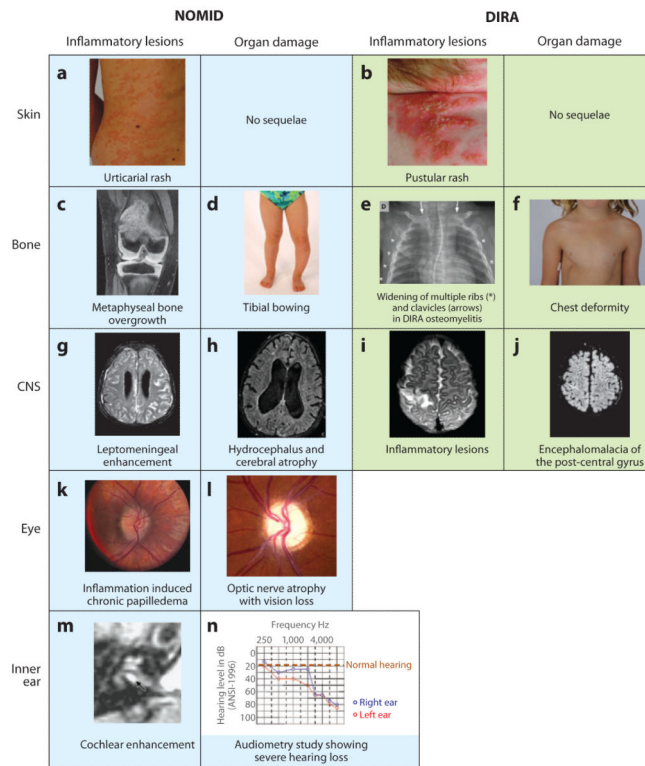 NOMID
DIRA
Inflammatory lesions
Organ damage
Inflammatory lesions
Organ damage
Skin
a
Urticarial rash
No sequelae
b
Pustular rash
No sequelae
Bone
c
Metaphyseal bone
overgrowth
d
Tibial bowing
e
D
Widening of multiple ribs (*)
and clavicles (arrows)
in DIRA osteomyelitis
f
Chest deformity
CNS
g
Leptomeningeal
enhancement
h
Hydrocephalus and
cerebral atrophy
i
Inflammatory lesions
j
Encephalomalacia of
the post-central gyrus
Eye
k
Inflammation induced
chronic papilledema
l
Optic nerve atrophy
with vision loss
Inner
ear
m
Cochlear enhancement
n
Frequency Hz
250 1,000 4,000
Hearing level in dB
(ANSI-1996)
0
20
40
60
80
100
Normal hearing
Right ear
Left ear
Audiometry study showing
severe hearing loss